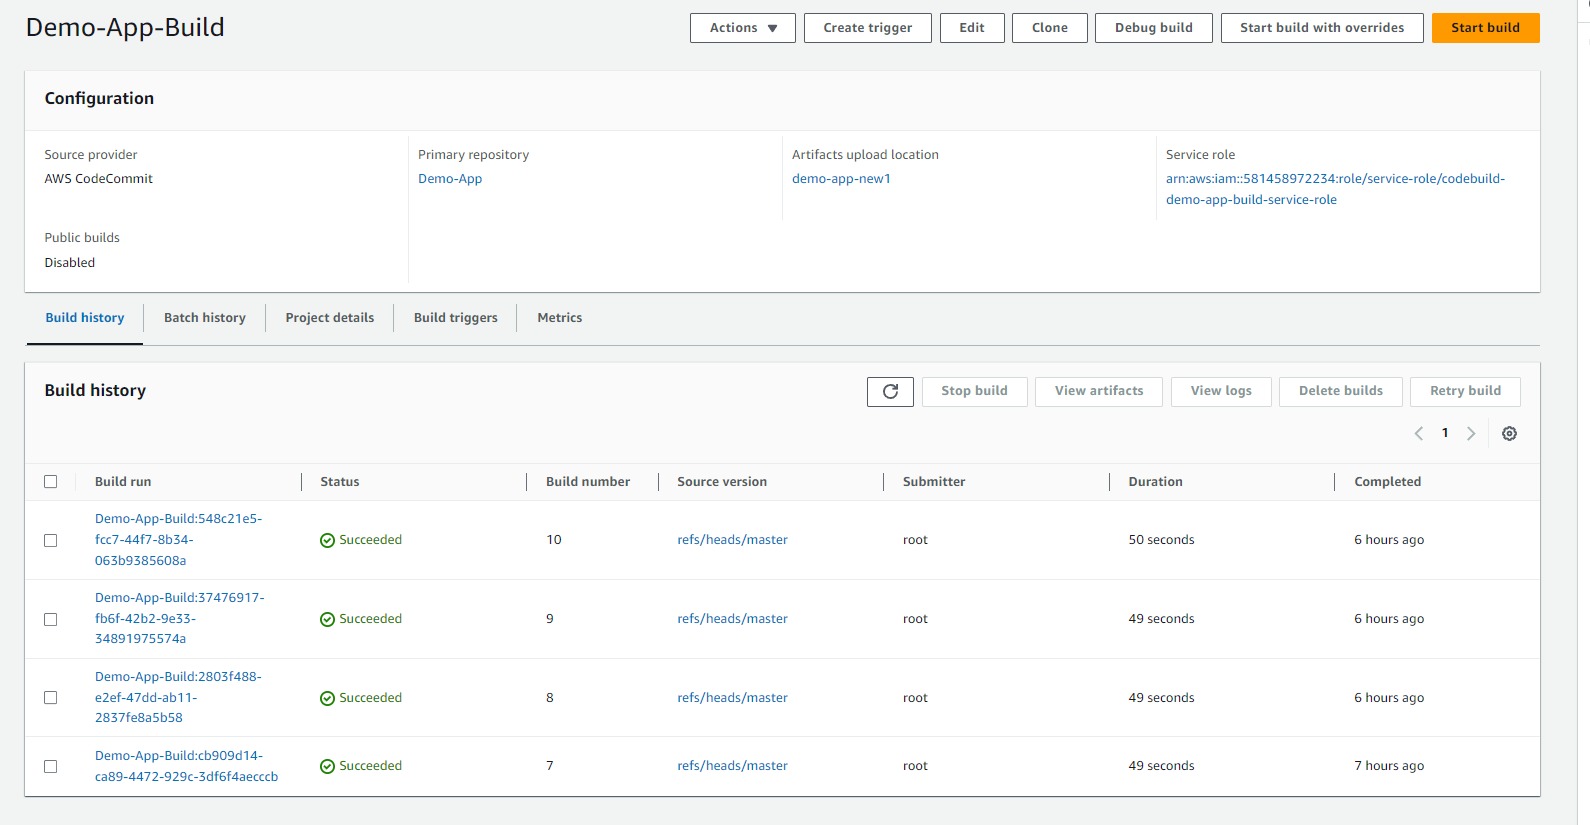 Demo-App-Build
Actions
Create trigger
Edit
Clone
Debug build
Start build with overrides
Start build
Configuration
Source provider
AWS CodeCommit
Primary repository
Demo-App
Artifacts upload location
demo-app-new1
Service role
arn:aws:iam::581458972234:role/service-role/codebuild-
demo-app-build-service-role
Public builds
Disabled
Build history
Batch history
Project details
Build triggers
Metrics
Build history
Stop build
View artifacts
View logs
Delete builds
Retry build
1
Build run
Status
Build number
Source version
Submitter
Duration
Completed
Demo-App-Build:548c21e5-
fcc7-44f7-8b34-
063b9385608a
Succeeded
10
refs/heads/master
root
50 seconds
6 hours ago
Demo-App-Build:37476917-
fb6f-42b2-9e33-
34891975574a
Succeeded
9
refs/heads/master
root
49 seconds
6 hours ago
Demo-App-Build:2803f488-
e2ef-47dd-ab11-
2837fe8a5b58
Succeeded
8
refs/heads/master
root
49 seconds
6 hours ago
Demo-App-Build:cb909d14-
ca89-4472-929c-3df6f4aecccb
Succeeded
7
refs/heads/master
root
49 seconds
7 hours ago